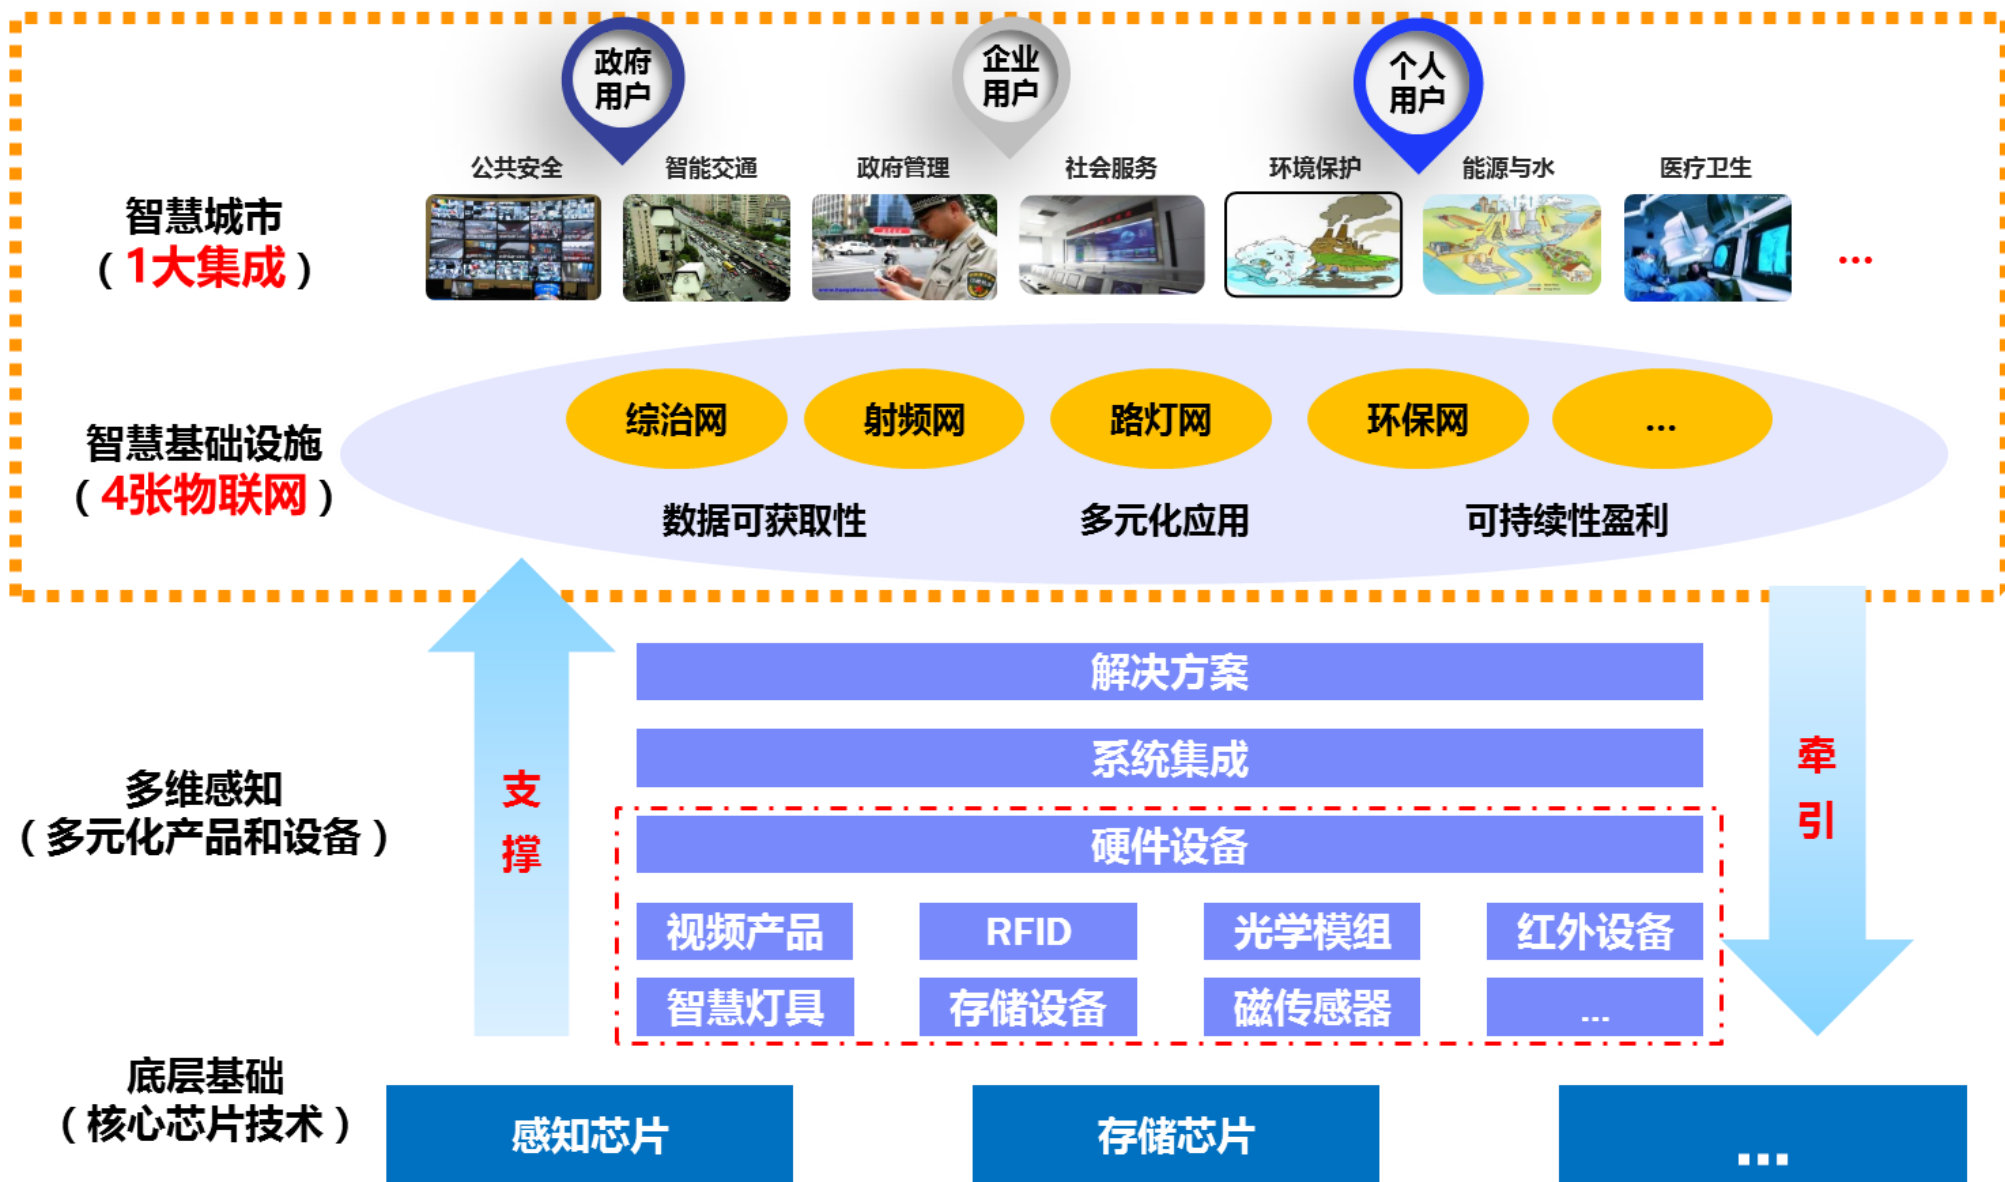 政府
用户
企业
用户
个人
用户
公共安全
智能交通
政府管理
社会服务
环境保护
能源与水
医疗卫生
智慧城市
（1大集成）
...
综治网
射频网
路灯网
环保网
...
智慧基础设施
（4张物联网）
数据可获取性
多元化应用
可持续性盈利
解决方案
系统集成
多维感知
（多元化产品和设备）
支
撑
牵
引
硬件设备
视频产品
RFID
光学模组
红外设备
智慧灯具
存储设备
磁传感器
...
底层基础
（核心芯片技术）
感知芯片
存储芯片
...